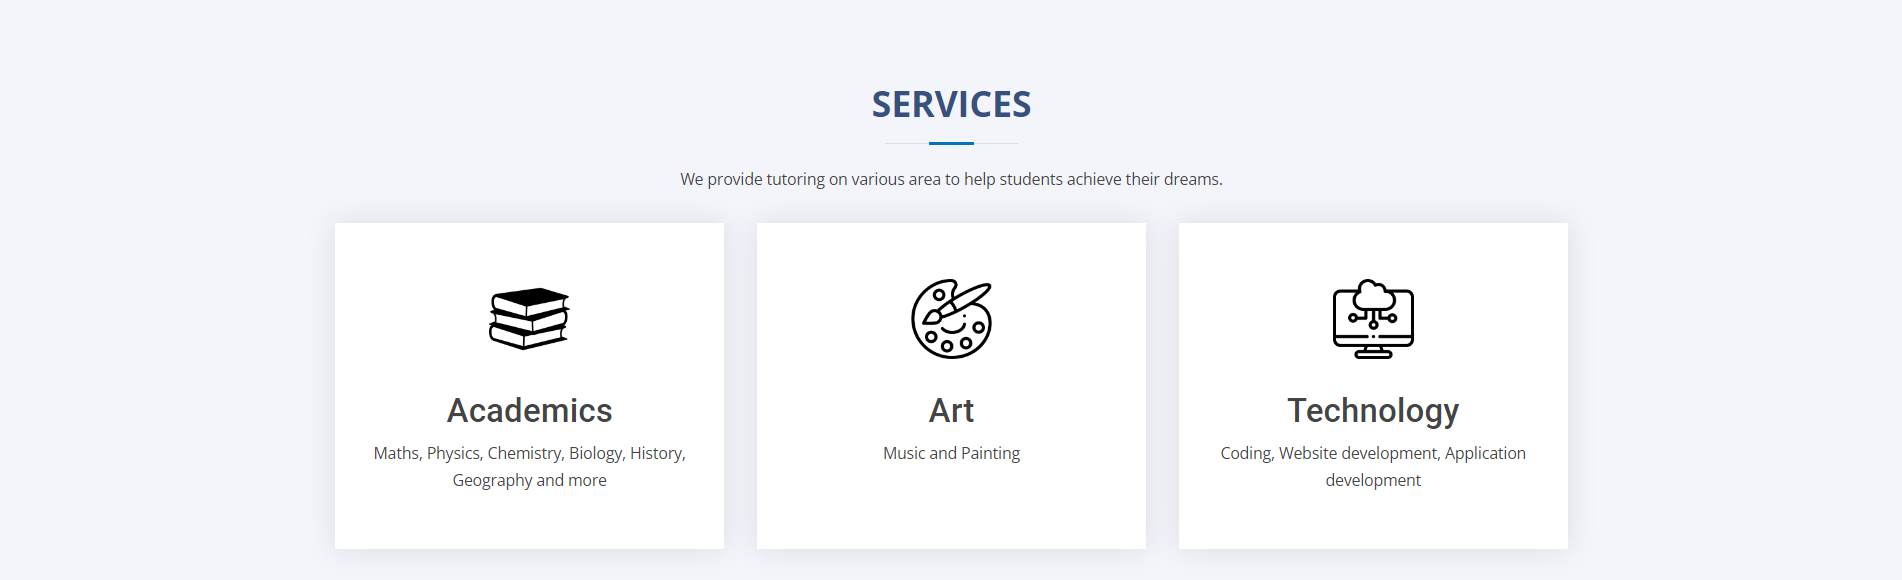 SERVICES
We provide tutoring on various area to help students achieve their dreams.
Academics
Maths, Physics, Chemistry, Biology, History,
Geography and more
Art
Music and Painting
Technology
Coding, Website development, Application
development